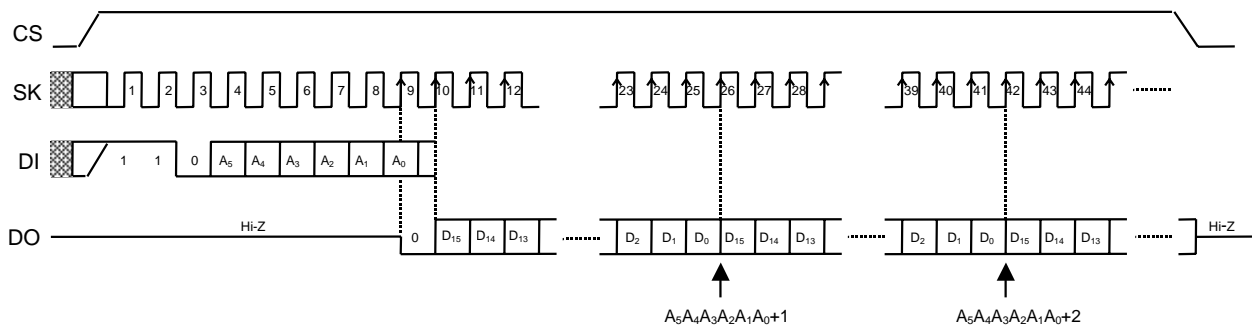 CS
SK 1 2 3 4 5 6 7 8 9 10 11 12 23 24 25 26 27 28 39 40 41 42 43 44
DI 1 1 0 A₅ A₄ A₃ A₂ A₁ A₀
DO Hi-Z 0 D₁₅ D₁₄ D₁₃ D₂ D₁ D₀ D₁₅ D₁₄ D₁₃ D₂ D₁ D₀ D₁₅ D₁₄ D₁₃ Hi-Z
A₅A₄A₃A₂A₁A₀+1 A₅A₄A₃A₂A₁A₀+2